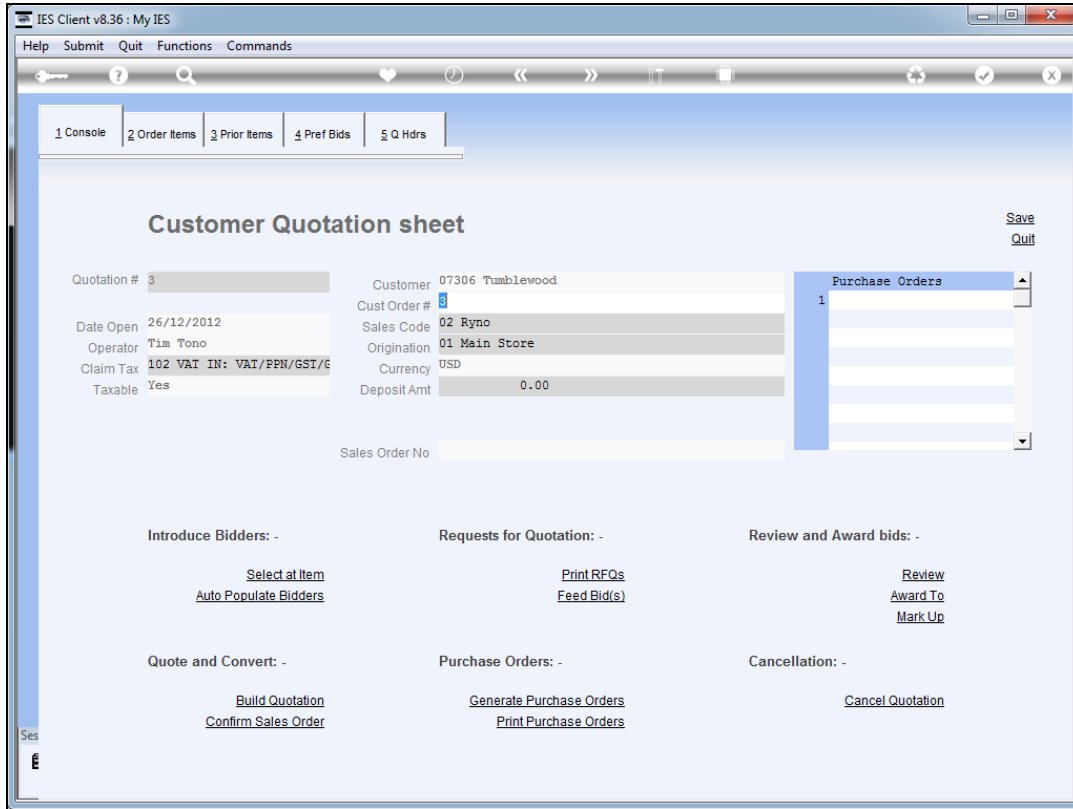 IES Client v8.36 : My IES
Help Submit Quit Functions Commands
1 Console 2 Order Items 3 Prior Items 4 Pref Bids 5 Q Hdrs
Customer Quotation sheet
Save
Quit
Quotation # 3
Customer 07306 Tumblewood
Purchase Orders
Cust Order # 3
1
Date Open 26/12/2012
Sales Code 02 Ryno
Operator Tim Tono
Origination 01 Main Store
Claim Tax 102 VAT IN: VAT/PPN/GST/G
Currency USD
Taxable Yes
Deposit Amt 0.00
Sales Order No
Introduce Bidders: - Requests for Quotation: - Review and Award bids: -
Select at Item Print RFQs Review
Auto Populate Bidders Feed Bid(s) Award To
Mark Up
Quote and Convert: - Purchase Orders: - Cancellation: -
Build Quotation Generate Purchase Orders Cancel Quotation
Confirm Sales Order Print Purchase Orders
Ses